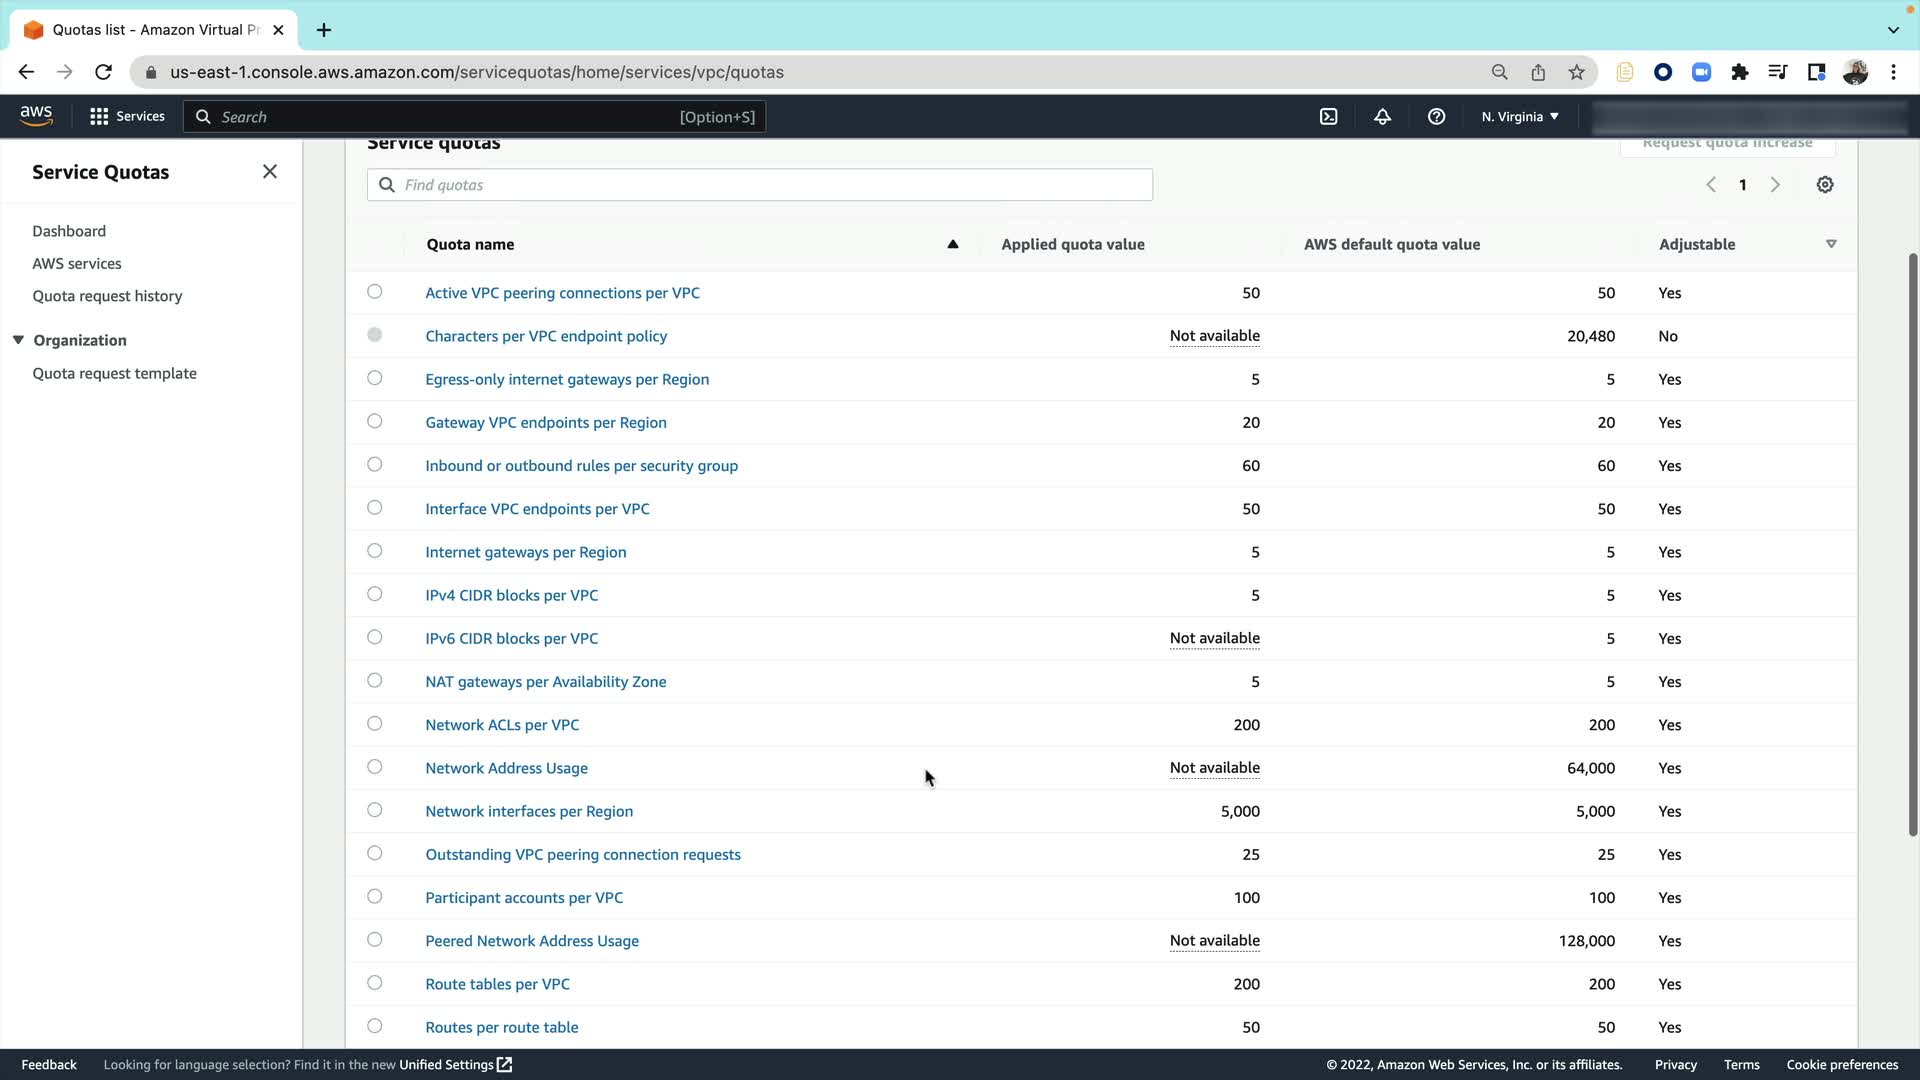 Quotas list - Amazon Virtual Pr
us-east-1.console.aws.amazon.com/servicequotas/home/services/vpc/quotas
aws Services Search [Option+S] N. Virginia
Service Quotas
Dashboard
AWS services
Quota request history
Organization
Quota request template
Service quotas Request quota increase
Find quotas 1
Quota name Applied quota value AWS default quota value Adjustable
Active VPC peering connections per VPC 50 50 Yes
Characters per VPC endpoint policy Not available 20,480 No
Egress-only internet gateways per Region 5 5 Yes
Gateway VPC endpoints per Region 20 20 Yes
Inbound or outbound rules per security group 60 60 Yes
Interface VPC endpoints per VPC 50 50 Yes
Internet gateways per Region 5 5 Yes
IPv4 CIDR blocks per VPC 5 5 Yes
IPv6 CIDR blocks per VPC Not available 5 Yes
NAT gateways per Availability Zone 5 5 Yes
Network ACLs per VPC 200 200 Yes
Network Address Usage Not available 64,000 Yes
Network interfaces per Region 5,000 5,000 Yes
Outstanding VPC peering connection requests 25 25 Yes
Participant accounts per VPC 100 100 Yes
Peered Network Address Usage Not available 128,000 Yes
Route tables per VPC 200 200 Yes
Routes per route table 50 50 Yes
Feedback Looking for language selection? Find it in the new Unified Settings © 2022, Amazon Web Services, Inc. or its affiliates. Privacy Terms Cookie preferences